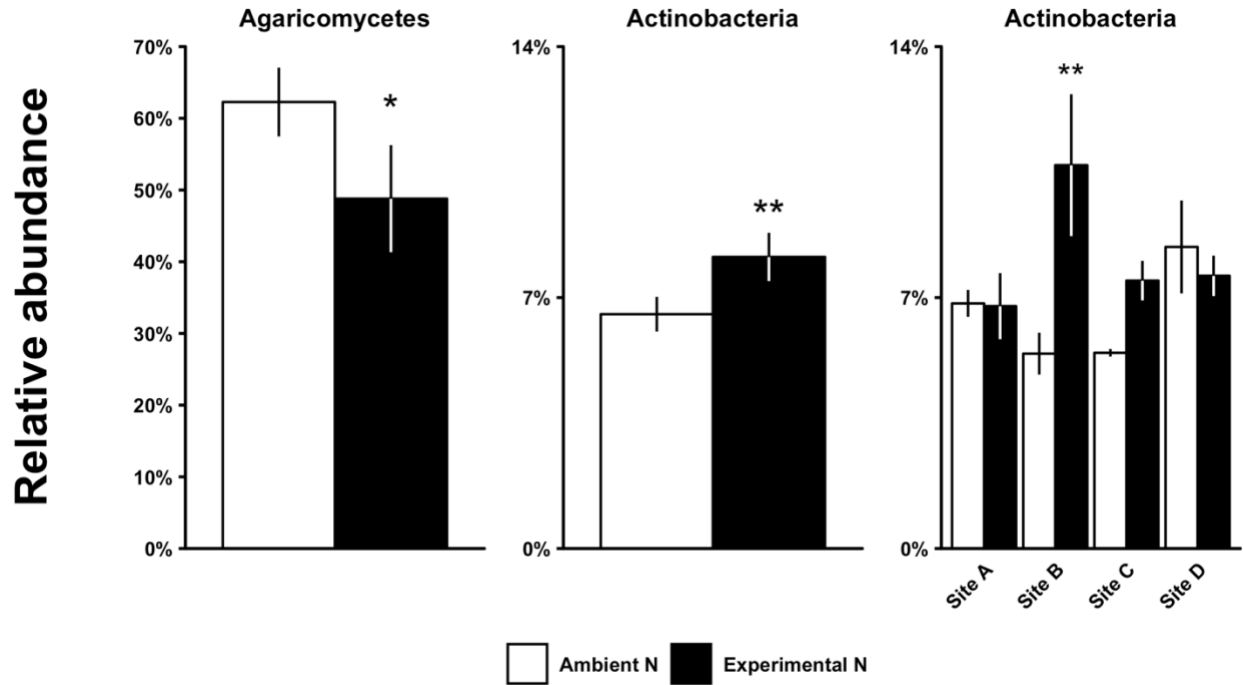 Relative abundance
Agaricomycetes
70%
60%
50%
40%
30%
20%
10%
0%
*
Actinobacteria
14%
7%
0%
**
Actinobacteria
14%
7%
0%
**
Site A
Site B
Site C
Site D
Ambient N
Experimental N